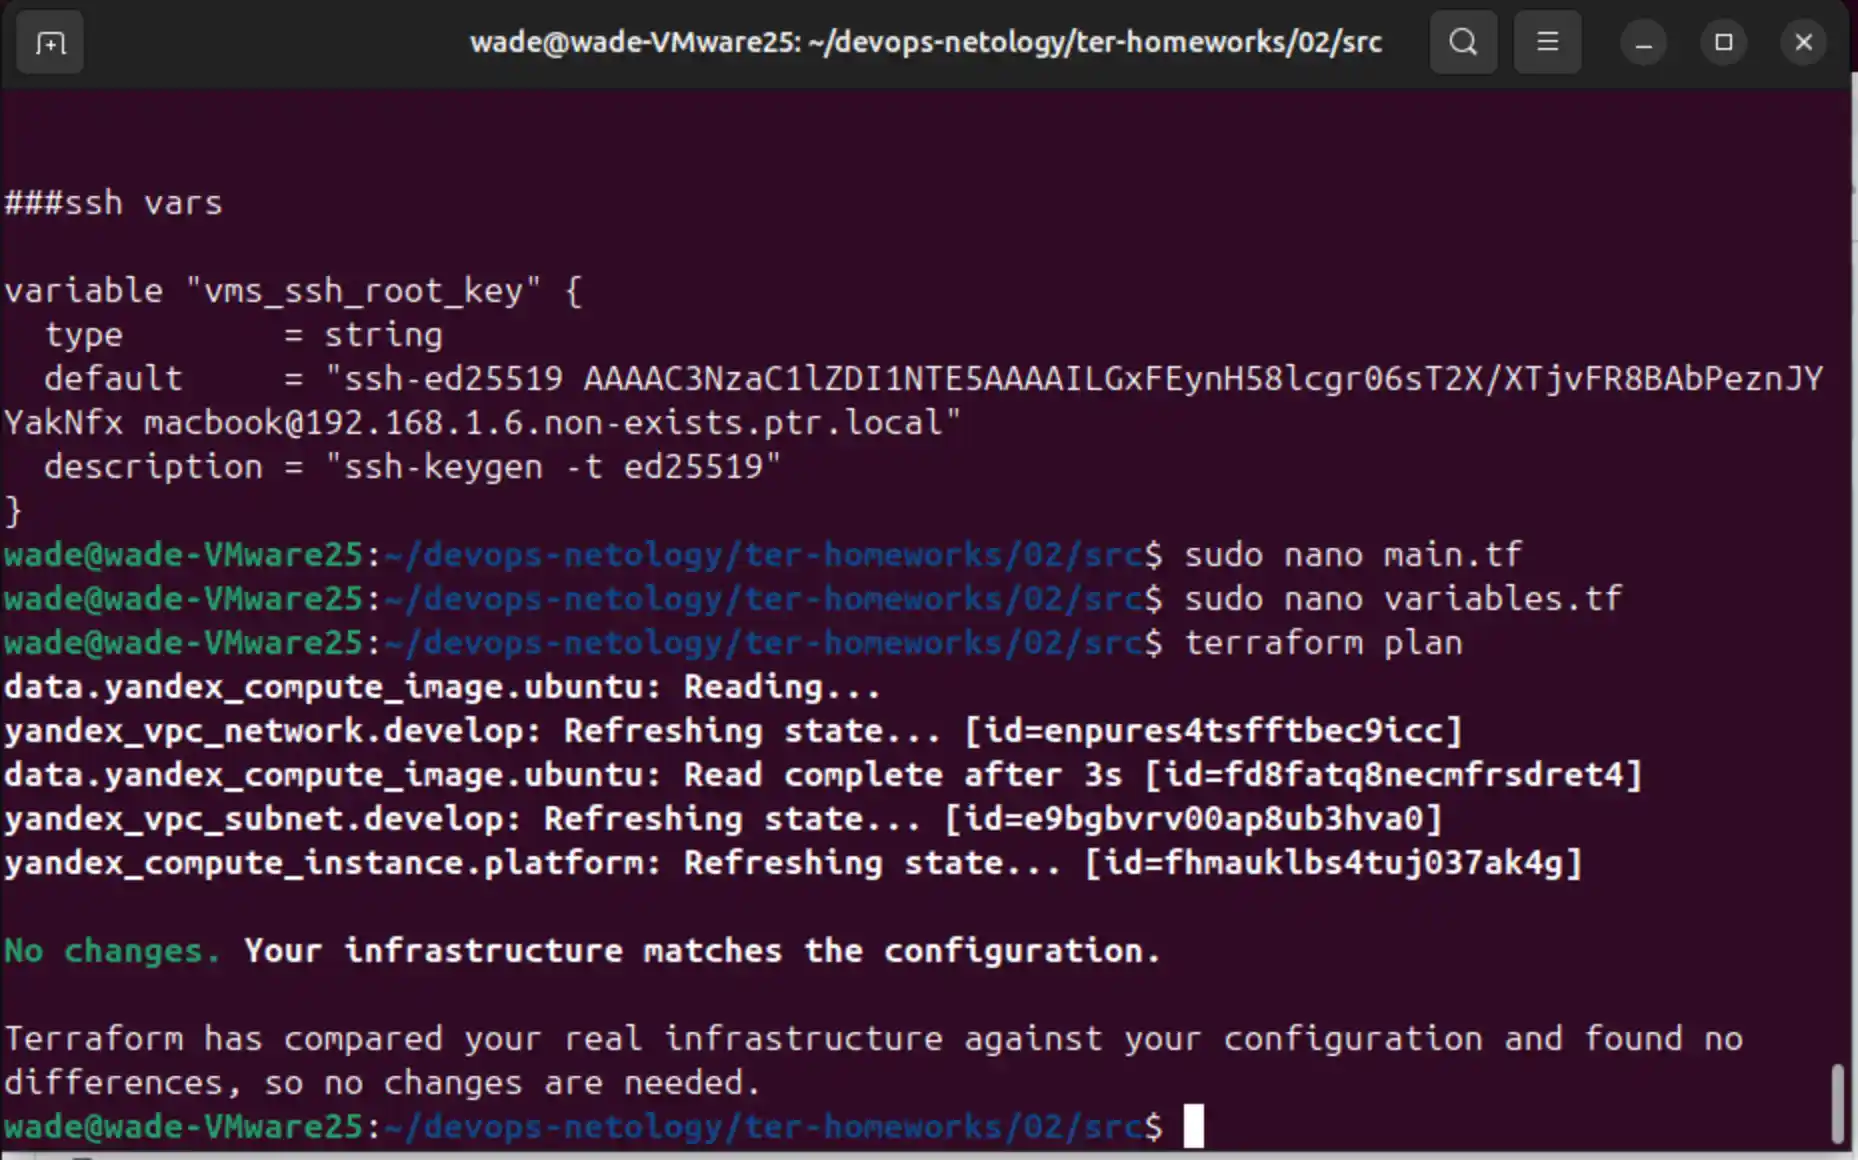 wade@wade-VMware25: ~/devops-netology/ter-homeworks/02/src
###ssh vars
variable "vms_ssh_root_key" {
  type        = string
  default     = "ssh-ed25519 AAAAC3NzaC1lZDI1NTE5AAAAILGxFEynH58lcgr06sT2X/XTjvFR8BAbPeznJY
YakNfx macbook@192.168.1.6.non-exists.ptr.local"
  description = "ssh-keygen -t ed25519"
}
wade@wade-VMware25:~/devops-netology/ter-homeworks/02/src$ sudo nano main.tf
wade@wade-VMware25:~/devops-netology/ter-homeworks/02/src$ sudo nano variables.tf
wade@wade-VMware25:~/devops-netology/ter-homeworks/02/src$ terraform plan
data.yandex_compute_image.ubuntu: Reading...
yandex_vpc_network.develop: Refreshing state... [id=enpures4tsfftbec9icc]
data.yandex_compute_image.ubuntu: Read complete after 3s [id=fd8fatq8necmfrsdret4]
yandex_vpc_subnet.develop: Refreshing state... [id=e9bgbvrv00ap8ub3hva0]
yandex_compute_instance.platform: Refreshing state... [id=fhmauklbs4tuj037ak4g]
No changes. Your infrastructure matches the configuration.
Terraform has compared your real infrastructure against your configuration and found no
differences, so no changes are needed.
wade@wade-VMware25:~/devops-netology/ter-homeworks/02/src$